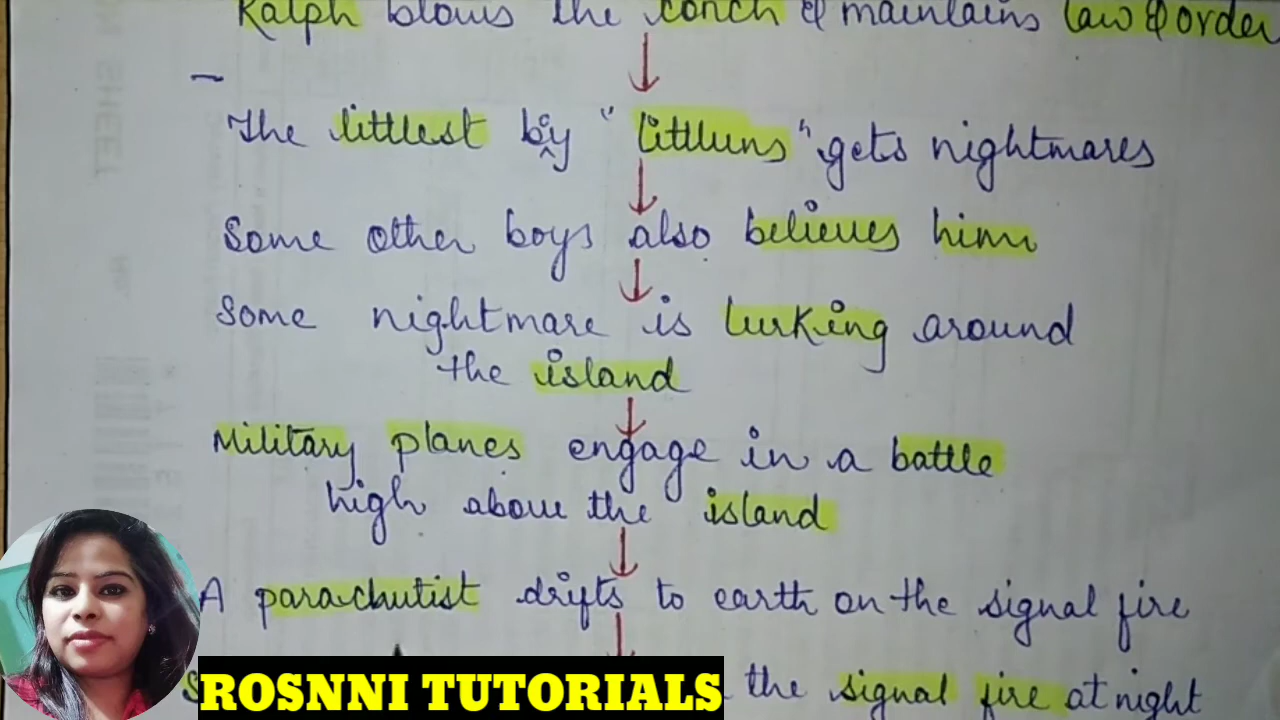 Ralph blows the conch & maintains law & order
The littlest boy "littluns" gets nightmares
Some other boys also believes him
Some nightmare is lurking around
the island
Military planes engage in a battle
high above the island
A parachutist drifts to earth on the signal fire
the signal fire at night
ROSNNI TUTORIALS